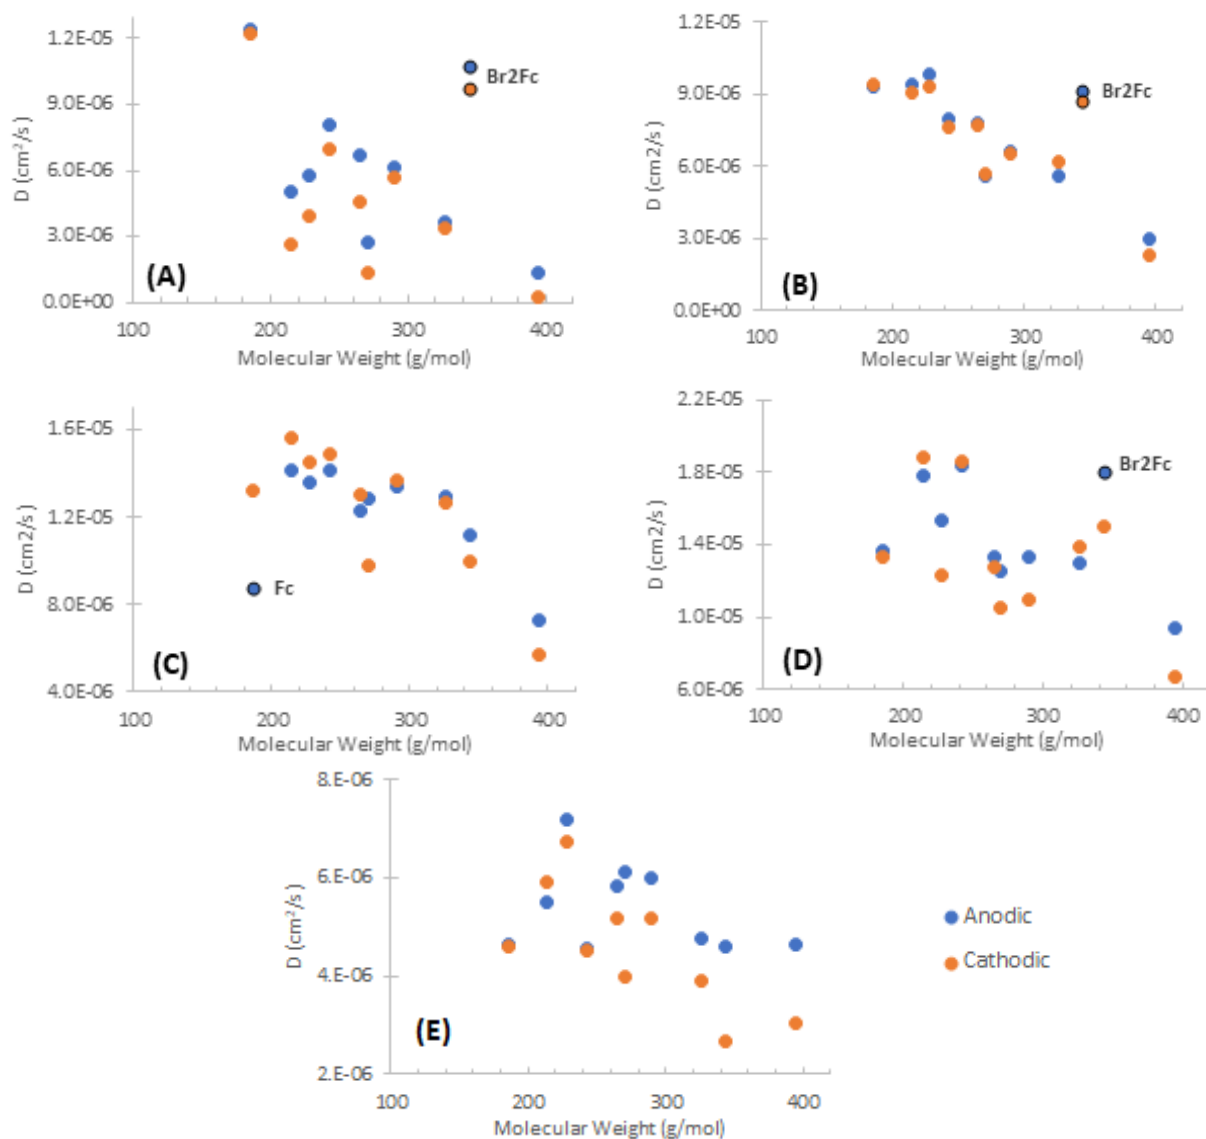 1.2E-05
9.0E-06
6.0E-06
3.0E-06
0.0E+00
D (cm²/s)
Br2Fc
(A)
100
200
300
400
Molecular Weight (g/mol)
1.2E-05
9.0E-06
6.0E-06
3.0E-06
0.0E+00
D (cm2/s)
Br2Fc
(B)
100
200
300
400
Molecular Weight (g/mol)
1.6E-05
1.2E-05
8.0E-06
4.0E-06
D (cm2/s)
Fc
(C)
100
200
300
400
Molecular Weight (g/mol)
2.2E-05
1.8E-05
1.4E-05
1.0E-05
6.0E-06
D (cm2/s)
Br2Fc
(D)
100
200
300
400
Molecular Weight (g/mol)
8.E-06
6.E-06
4.E-06
2.E-06
D (cm²/s)
(E)
100
200
300
400
Molecular Weight (g/mol)
Anodic
Cathodic